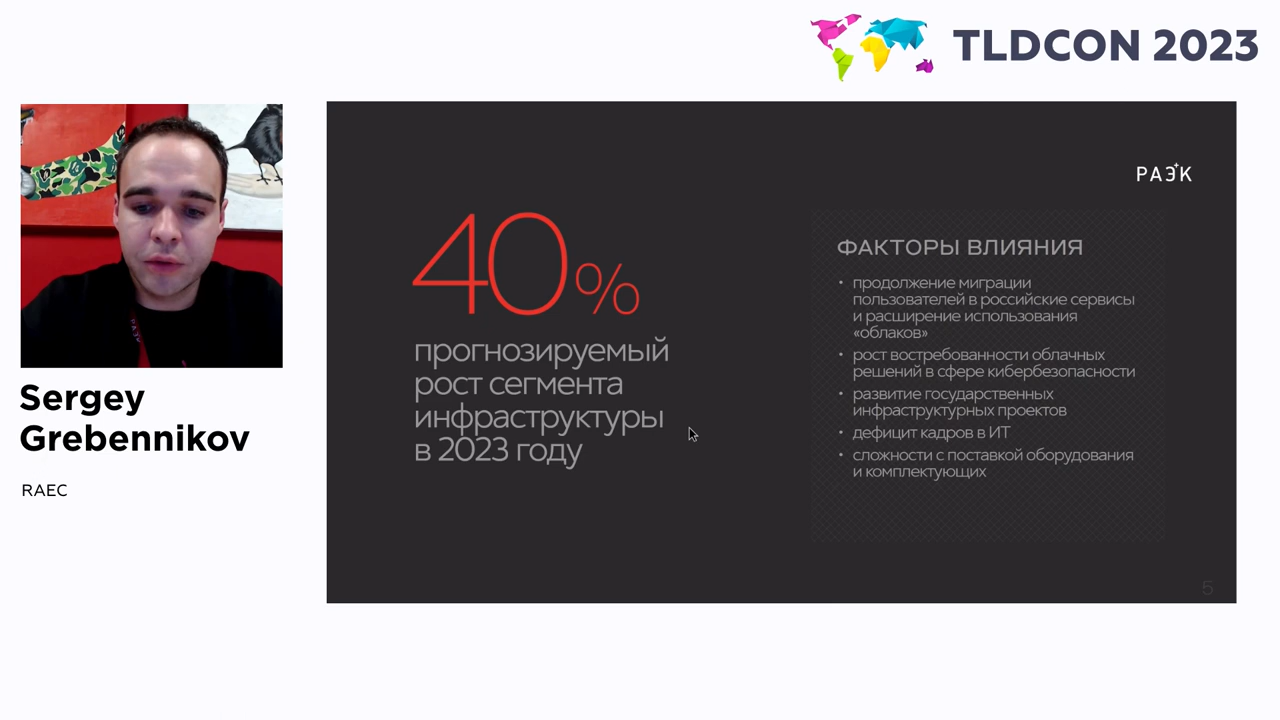 TLDCON 2023
Sergey
Grebennikov
RAEC
РАЭК
40%
прогнозируемый
рост сегмента
инфраструктуры
в 2023 году
ФАКТОРЫ ВЛИЯНИЯ
• продолжение миграции
пользователей в российские сервисы
и расширение использования
«облаков»
• рост востребованности облачных
решений в сфере кибербезопасности
• развитие государственных
инфраструктурных проектов
• дефицит кадров в ИТ
• сложности с поставкой оборудования
и комплектующих
5